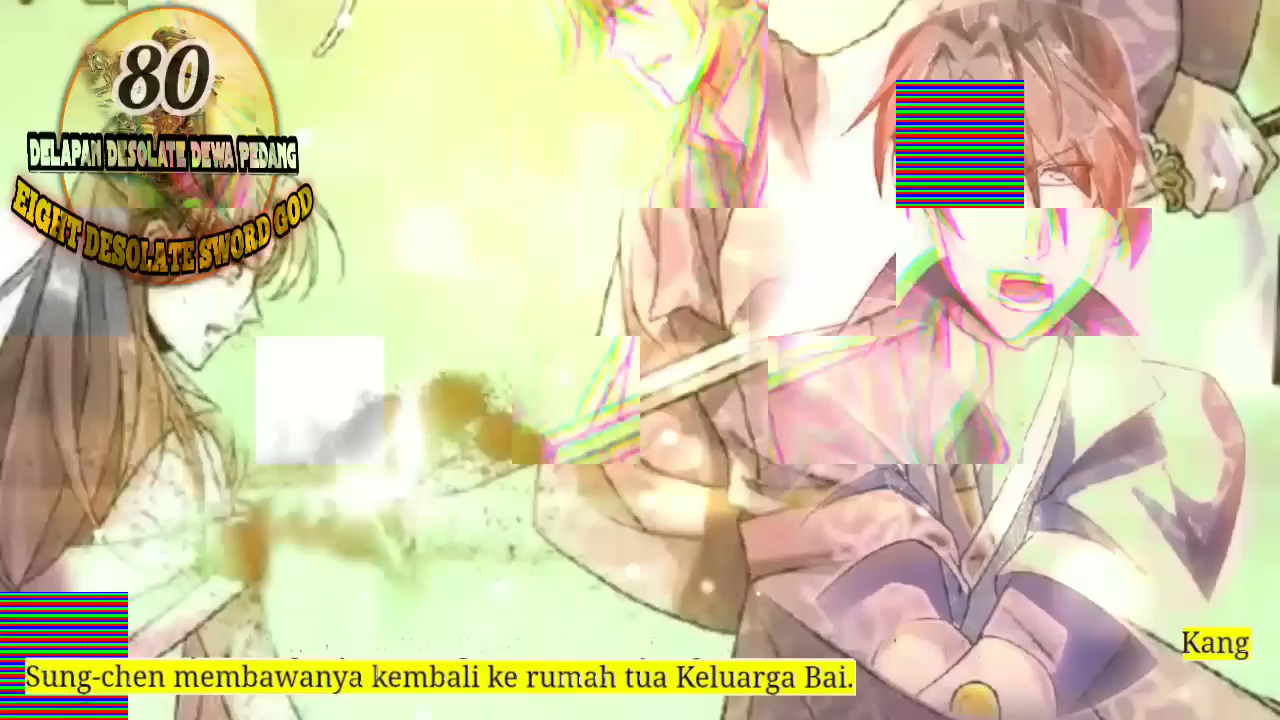 80
DELAPAN DESOLATE DEWA PEDANG
EIGHT DESOLATE SWORD GOD
Kang
Sung-chen membawanya kembali ke rumah tua Keluarga Bai.